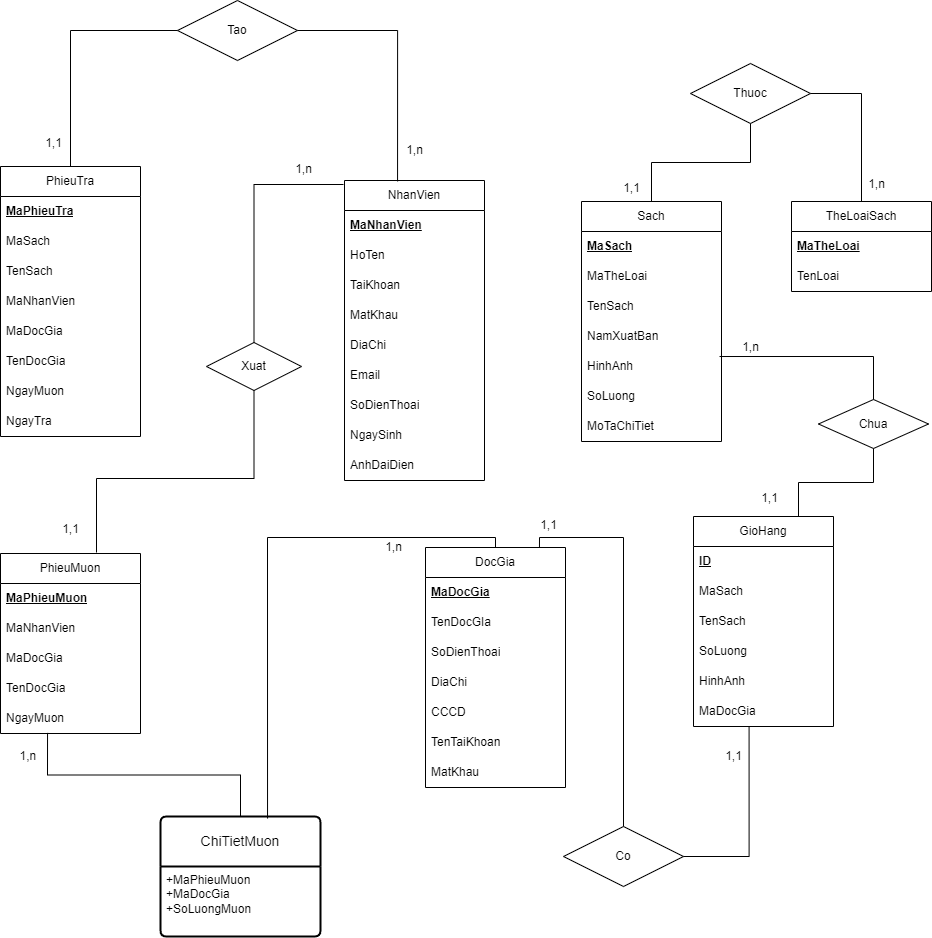 Tao
1,1
1,n
PhieuTra
MaPhieuTra
MaSach
TenSach
MaNhanVien
MaDocGia
TenDocGia
NgayMuon
NgayTra
1,n
NhanVien
MaNhanVien
HoTen
TaiKhoan
MatKhau
DiaChi
Email
SoDienThoai
NgaySinh
AnhDaiDien
Xuat
1,1
Thuoc
1,1
1,n
Sach
MaSach
MaTheLoai
TenSach
NamXuatBan
HinhAnh
SoLuong
MoTaChiTiet
TheLoaiSach
MaTheLoai
TenLoai
1,n
Chua
1,1
PhieuMuon
MaPhieuMuon
MaNhanVien
MaDocGia
TenDocGia
NgayMuon
1,n
1,n
1,1
DocGia
MaDocGia
TenDocGIa
SoDienThoai
DiaChi
CCCD
TenTaiKhoan
MatKhau
GioHang
ID
MaSach
TenSach
SoLuong
HinhAnh
MaDocGia
1,1
Co
ChiTietMuon
+MaPhieuMuon
+MaDocGia
+SoLuongMuon